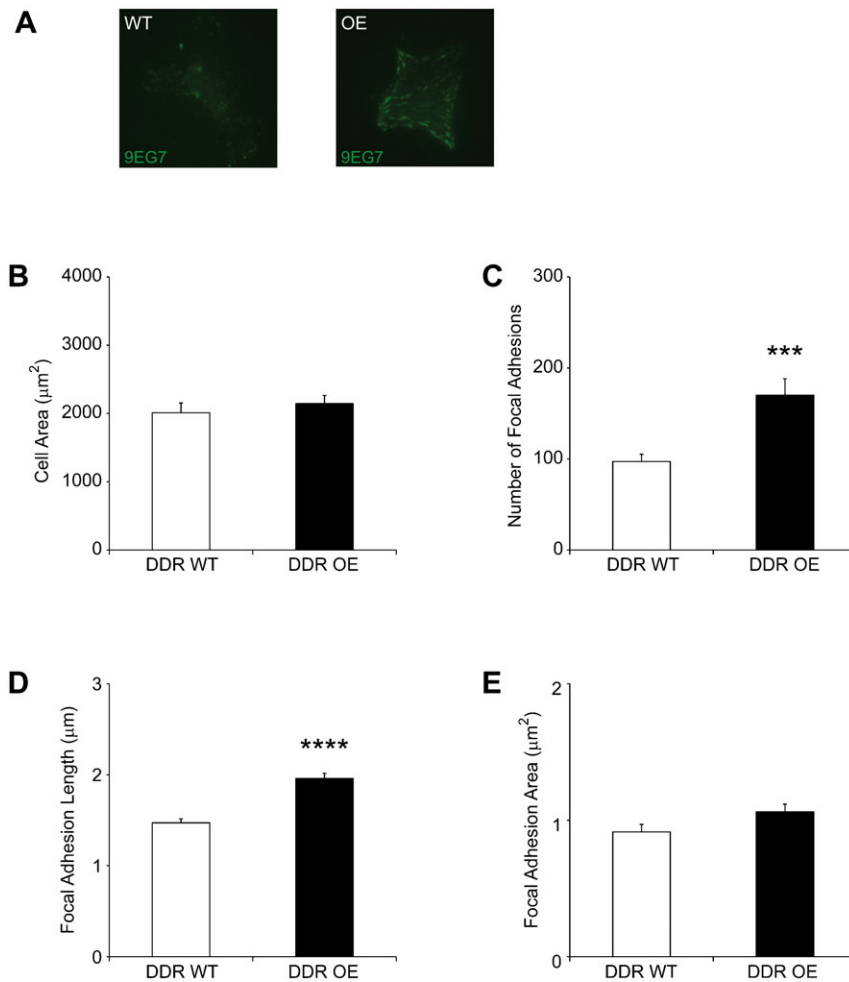 A
WT
OE
9EG7
9EG7
B
C
4000
3000
2000
1000
0
Cell Area (μm²)
DDR WT
DDR OE
300
200
100
0
Number of Focal Adhesions
***
DDR WT
DDR OE
D
E
3
2
1
0
Focal Adhesion Length (μm)
****
DDR WT
DDR OE
2
1
0
Focal Adhesion Area (μm²)
DDR WT
DDR OE